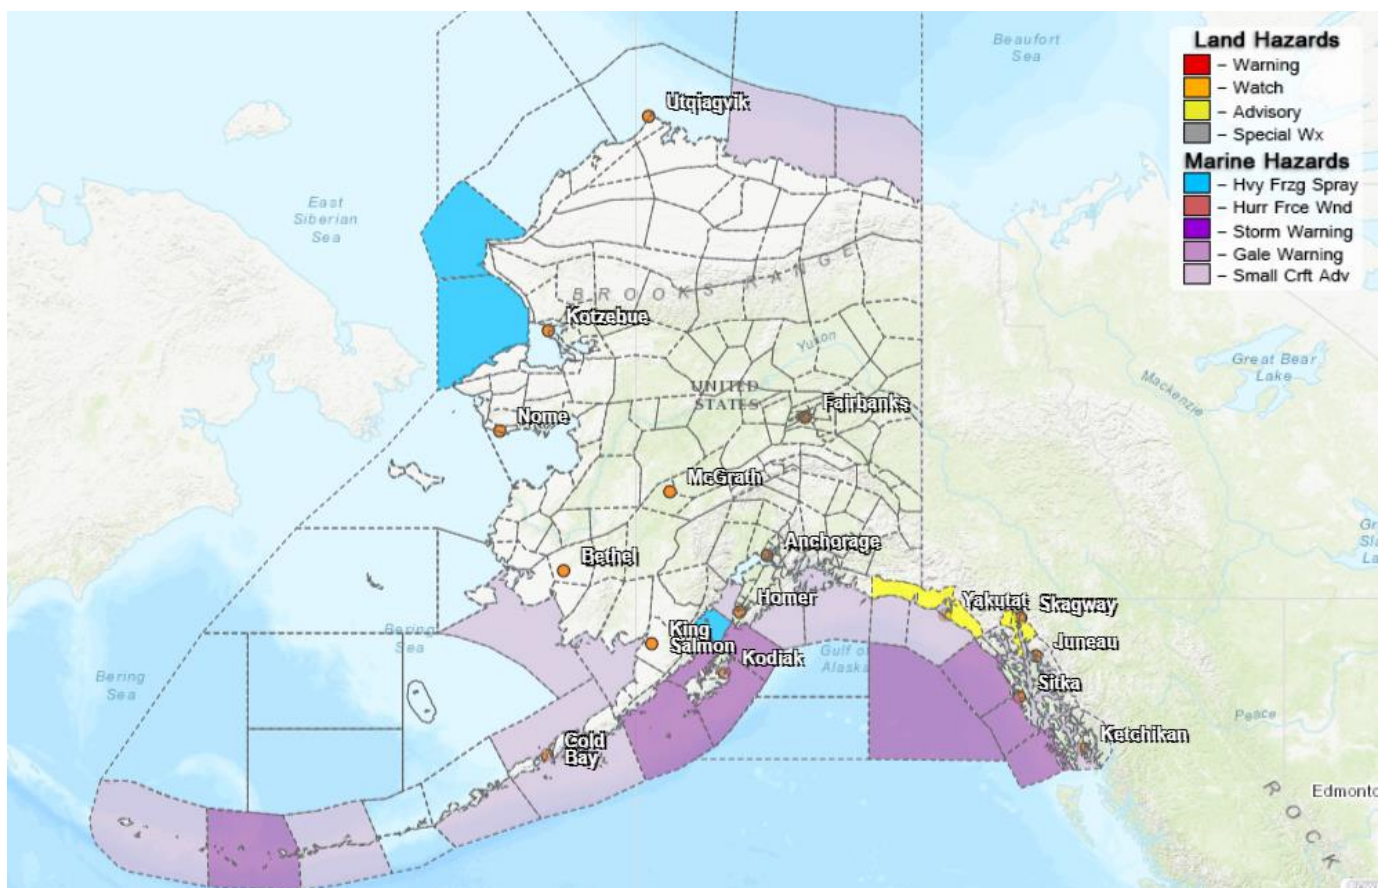 Beaufort
Sea
Land Hazards
– Warning
– Watch
– Advisory
– Special Wx
Marine Hazards
– Hvy Frzg Spray
– Hurr Frce Wnd
– Storm Warning
– Gale Warning
– Small Crft Adv
Utqiagvik
East
Siberian
Sea
BROOKS RANGE
Kotzebue
Yukon
Great Bear
Lake
Mackenzie
UNITED
STATES
Fairbanks
Nome
McGrath
Anchorage
Bethel
Homer
Yakutat
Skagway
Bering
Sea
King
Salmon
Kodiak
Gulf of
Alaska
Juneau
Bering
Sea
Sitka
Peace
Ketchikan
Cold
Bay
Edmonto
ROCK